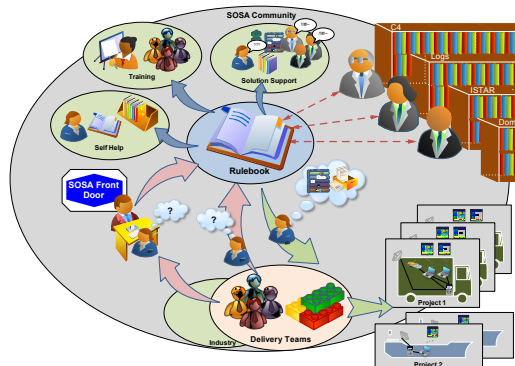 SOSA Community
C4
Logs
ISTAR
Dom
Training
Solution Support
???
Self Help
Rulebook
SOSA Front
Door
?
?
Industry
Delivery Teams
Project 1
Project 2